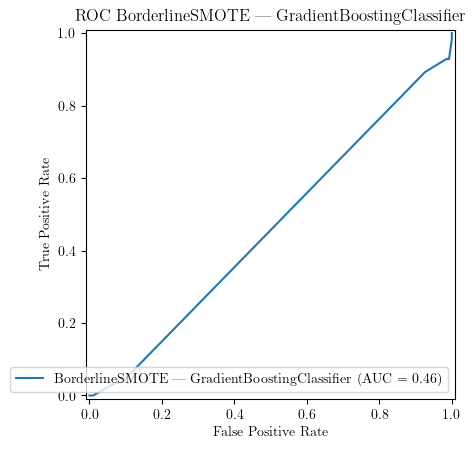 ROC BorderlineSMOTE — GradientBoostingClassifier
1.0
0.8
0.6
0.4
0.2
0.0
True Positive Rate
BorderlineSMOTE — GradientBoostingClassifier (AUC = 0.46)
0.0 0.2 0.4 0.6 0.8 1.0
False Positive Rate